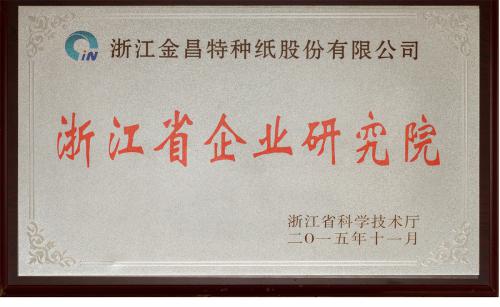 iN 浙江金昌特种纸股份有限公司
浙江省企业研究院
浙江省科学技术厅
二〇一五年十一月